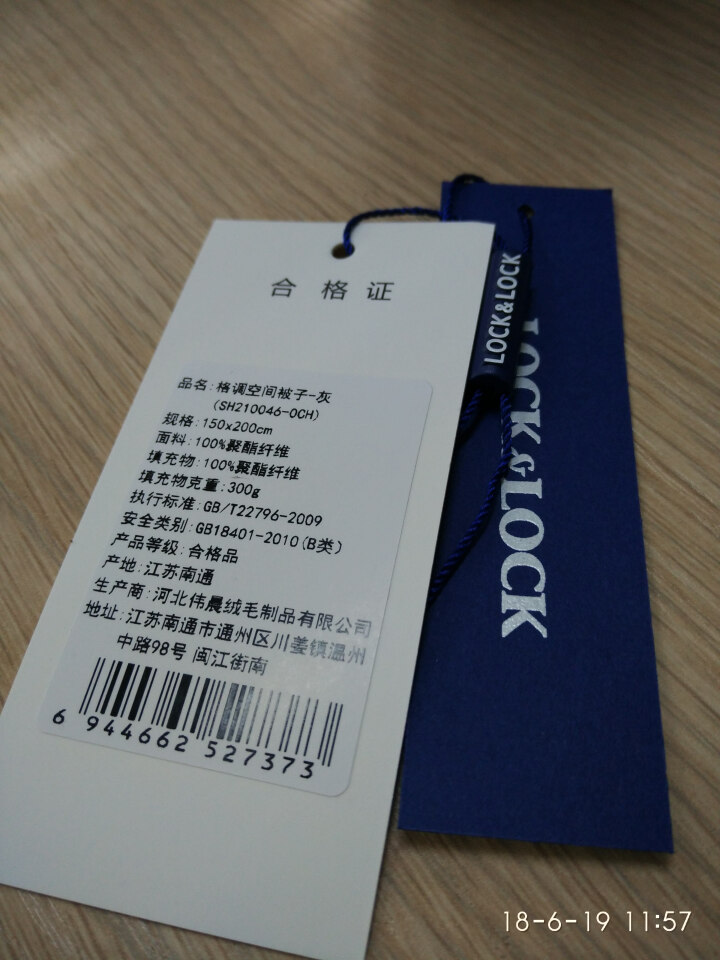 合格证
品名:格调空间被子-灰
(SH210046-OCH)
规格:150x200cm
面料:100%聚酯纤维
填充物:100%聚酯纤维
填充物克重:300g
执行标准:GB/T22796-2009
安全类别:GB18401-2010(B类)
产品等级:合格品
产地:江苏南通
生产商:河北伟晨绒毛制品有限公司
地址:江苏南通市通州区川姜镇温州
中路98号 闽江街南
6 944662 527373
LOCK&LOCK
LOCK&LOCK
18-6-19 11:57